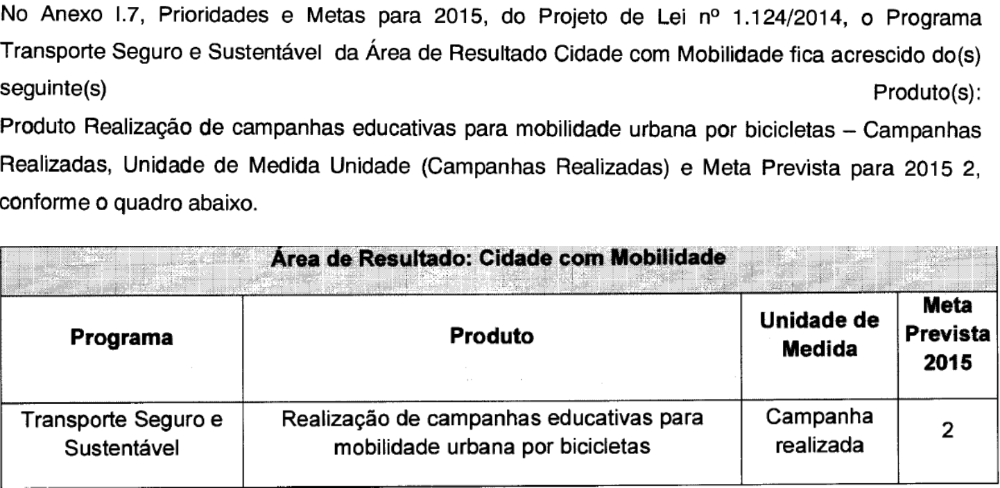 No Anexo I.7, Prioridades e Metas para 2015, do Projeto de Lei nº 1.124/2014, o Programa
Transporte Seguro e Sustentável da Área de Resultado Cidade com Mobilidade fica acrescido do(s)
seguinte(s) Produto(s):
Produto Realização de campanhas educativas para mobilidade urbana por bicicletas – Campanhas
Realizadas, Unidade de Medida Unidade (Campanhas Realizadas) e Meta Prevista para 2015 2,
conforme o quadro abaixo.
Área de Resultado: Cidade com Mobilidade
Programa
Produto
Unidade de
Medida
Meta
Prevista
2015
Transporte Seguro e
Sustentável
Realização de campanhas educativas para
mobilidade urbana por bicicletas
Campanha
realizada
2